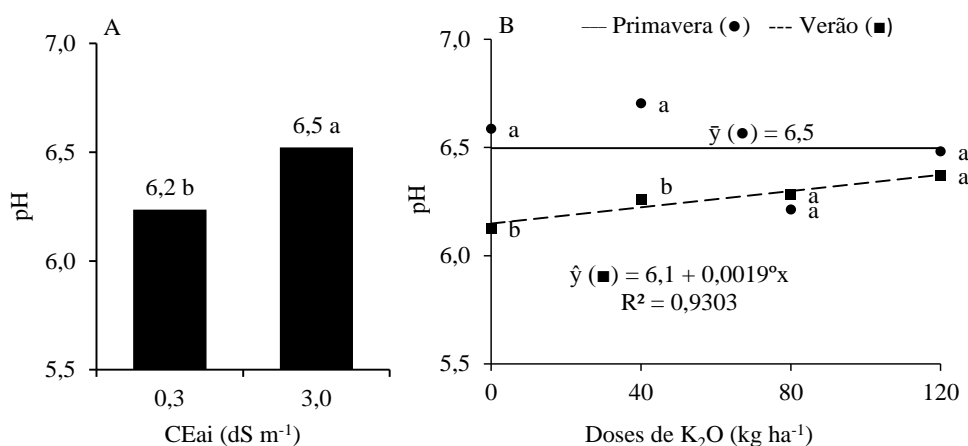 A
7,0
6,5
6,0
5,5
pH
6,2 b
6,5 a
0,3
3,0
CEai (dS m⁻¹)
B
Primavera (●) Verão (■)
7,0
6,5
6,0
5,5
pH
a
a
a
a
b
b
a
a
ȳ (●) = 6,5
ŷ (■) = 6,1 + 0,0019ºx
R² = 0,9303
0
40
80
120
Doses de K₂O (kg ha⁻¹)